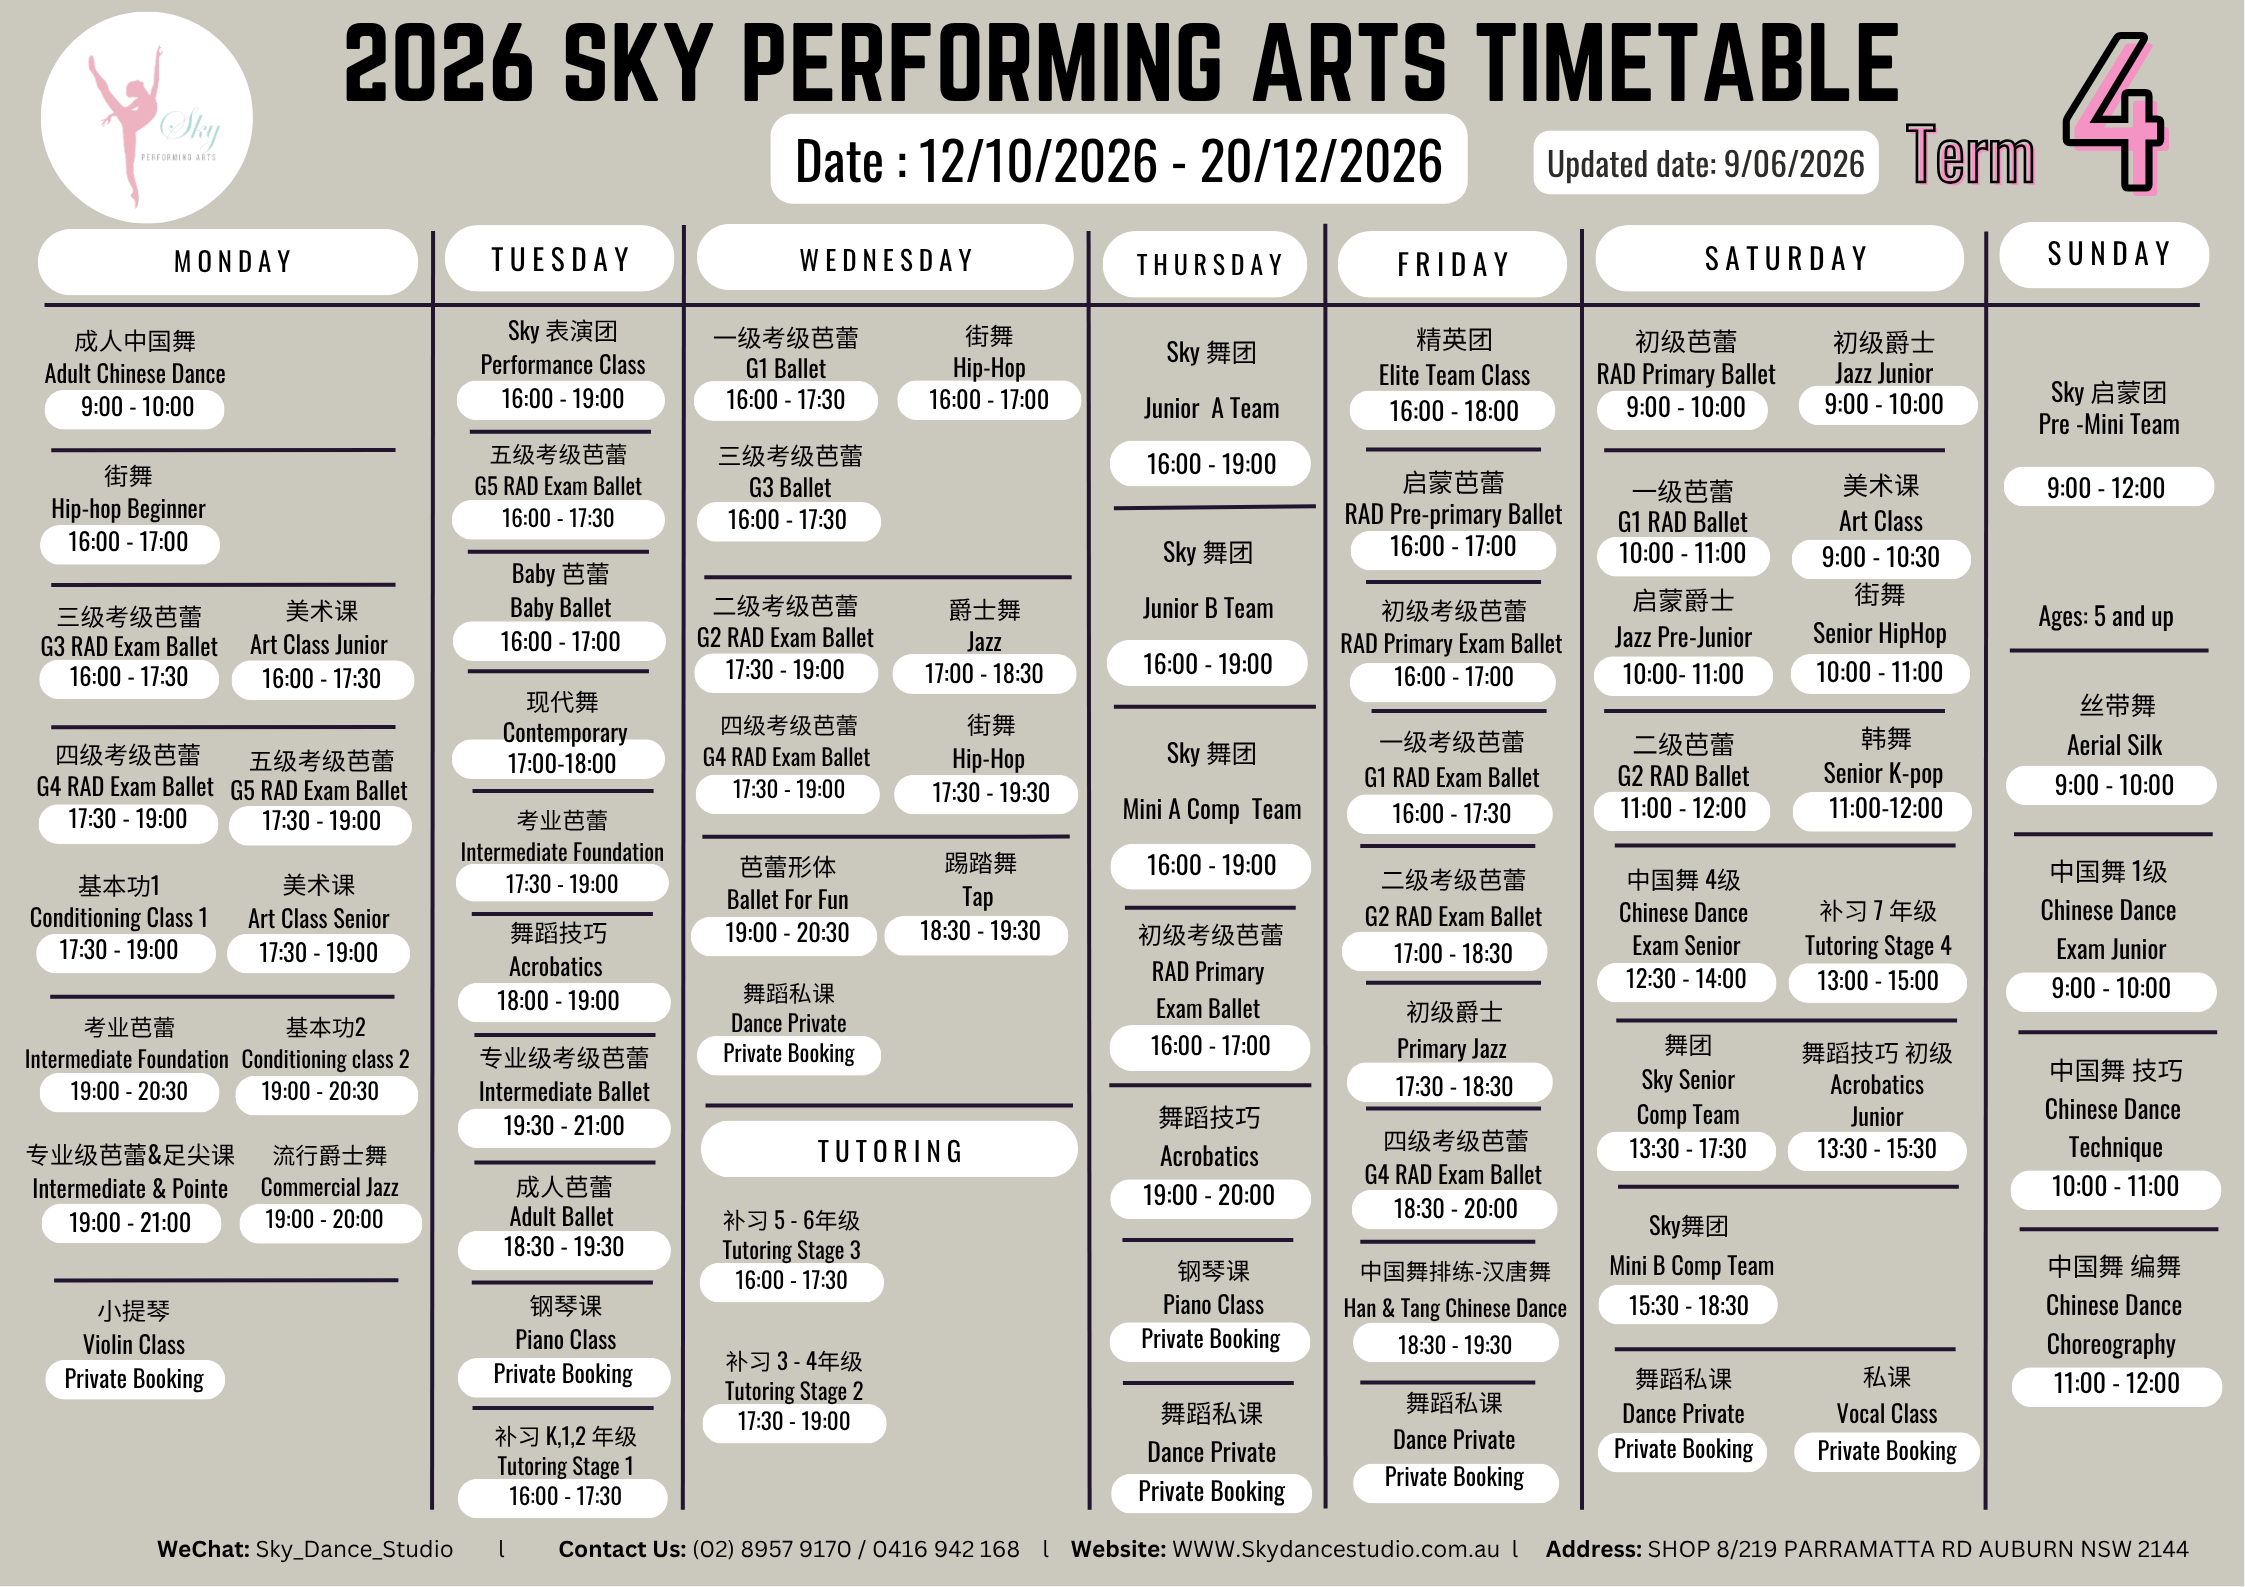 Sky
PERFORMING ARTS
2026 SKY PERFORMING ARTS TIMETABLE
Date : 12/10/2026 - 20/12/2026
Updated date: 9/06/2026
Term 4
MONDAY
成人中国舞
Adult Chinese Dance
9:00 - 10:00
街舞
Hip-hop Beginner
16:00 - 17:00
三级考级芭蕾
G3 RAD Exam Ballet
16:00 - 17:30
美术课
Art Class Junior
16:00 - 17:30
四级考级芭蕾
G4 RAD Exam Ballet
17:30 - 19:00
五级考级芭蕾
G5 RAD Exam Ballet
17:30 - 19:00
基本功1
Conditioning Class 1
17:30 - 19:00
美术课
Art Class Senior
17:30 - 19:00
考业芭蕾
Intermediate Foundation
19:00 - 20:30
基本功2
Conditioning class 2
19:00 - 20:30
专业级芭蕾&足尖课
Intermediate & Pointe
19:00 - 21:00
流行爵士舞
Commercial Jazz
19:00 - 20:00
小提琴
Violin Class
Private Booking
TUESDAY
Sky 表演团
Performance Class
16:00 - 19:00
五级考级芭蕾
G5 RAD Exam Ballet
16:00 - 17:30
Baby 芭蕾
Baby Ballet
16:00 - 17:00
现代舞
Contemporary
17:00-18:00
考业芭蕾
Intermediate Foundation
17:30 - 19:00
舞蹈技巧
Acrobatics
18:00 - 19:00
专业级考级芭蕾
Intermediate Ballet
19:30 - 21:00
成人芭蕾
Adult Ballet
18:30 - 19:30
钢琴课
Piano Class
Private Booking
补习 K,1,2 年级
Tutoring Stage 1
16:00 - 17:30
WEDNESDAY
一级考级芭蕾
G1 Ballet
16:00 - 17:30
街舞
Hip-Hop
16:00 - 17:00
三级考级芭蕾
G3 Ballet
16:00 - 17:30
二级考级芭蕾
G2 RAD Exam Ballet
17:30 - 19:00
爵士舞
Jazz
17:00 - 18:30
四级考级芭蕾
G4 RAD Exam Ballet
17:30 - 19:00
街舞
Hip-Hop
17:30 - 19:30
芭蕾形体
Ballet For Fun
19:00 - 20:30
踢踏舞
Tap
18:30 - 19:30
舞蹈私课
Dance Private
Private Booking
TUTORING
补习 5 - 6年级
Tutoring Stage 3
16:00 - 17:30
补习 3 - 4年级
Tutoring Stage 2
17:30 - 19:00
THURSDAY
Sky 舞团
Junior A Team
16:00 - 19:00
Sky 舞团
Junior B Team
16:00 - 19:00
Sky 舞团
Mini A Comp Team
16:00 - 19:00
初级考级芭蕾
RAD Primary
Exam Ballet
16:00 - 17:00
舞蹈技巧
Acrobatics
19:00 - 20:00
钢琴课
Piano Class
Private Booking
舞蹈私课
Dance Private
Private Booking
FRIDAY
精英团
Elite Team Class
16:00 - 18:00
启蒙芭蕾
RAD Pre-primary Ballet
16:00 - 17:00
初级考级芭蕾
RAD Primary Exam Ballet
16:00 - 17:00
一级考级芭蕾
G1 RAD Exam Ballet
16:00 - 17:30
二级考级芭蕾
G2 RAD Exam Ballet
17:00 - 18:30
初级爵士
Primary Jazz
17:30 - 18:30
四级考级芭蕾
G4 RAD Exam Ballet
18:30 - 20:00
中国舞排练-汉唐舞
Han & Tang Chinese Dance
18:30 - 19:30
舞蹈私课
Dance Private
Private Booking
SATURDAY
初级芭蕾
RAD Primary Ballet
9:00 - 10:00
初级爵士
Jazz Junior
9:00 - 10:00
一级芭蕾
G1 RAD Ballet
10:00 - 11:00
美术课
Art Class
9:00 - 10:30
启蒙爵士
Jazz Pre-Junior
10:00- 11:00
街舞
Senior HipHop
10:00 - 11:00
二级芭蕾
G2 RAD Ballet
11:00 - 12:00
韩舞
Senior K-pop
11:00-12:00
中国舞 4级
Chinese Dance
Exam Senior
12:30 - 14:00
补习 7 年级
Tutoring Stage 4
13:00 - 15:00
舞团
Sky Senior
Comp Team
13:30 - 17:30
舞蹈技巧 初级
Acrobatics
Junior
13:30 - 15:30
Sky舞团
Mini B Comp Team
15:30 - 18:30
舞蹈私课
Dance Private
Private Booking
私课
Vocal Class
Private Booking
SUNDAY
Sky 启蒙团
Pre -Mini Team
9:00 - 12:00
Ages: 5 and up
丝带舞
Aerial Silk
9:00 - 10:00
中国舞 1级
Chinese Dance
Exam Junior
9:00 - 10:00
中国舞 技巧
Chinese Dance
Technique
10:00 - 11:00
中国舞 编舞
Chinese Dance
Choreography
11:00 - 12:00
WeChat: Sky_Dance_Studio l Contact Us: (02) 8957 9170 / 0416 942 168 l Website: WWW.Skydancestudio.com.au l Address: SHOP 8/219 PARRAMATTA RD AUBURN NSW 2144